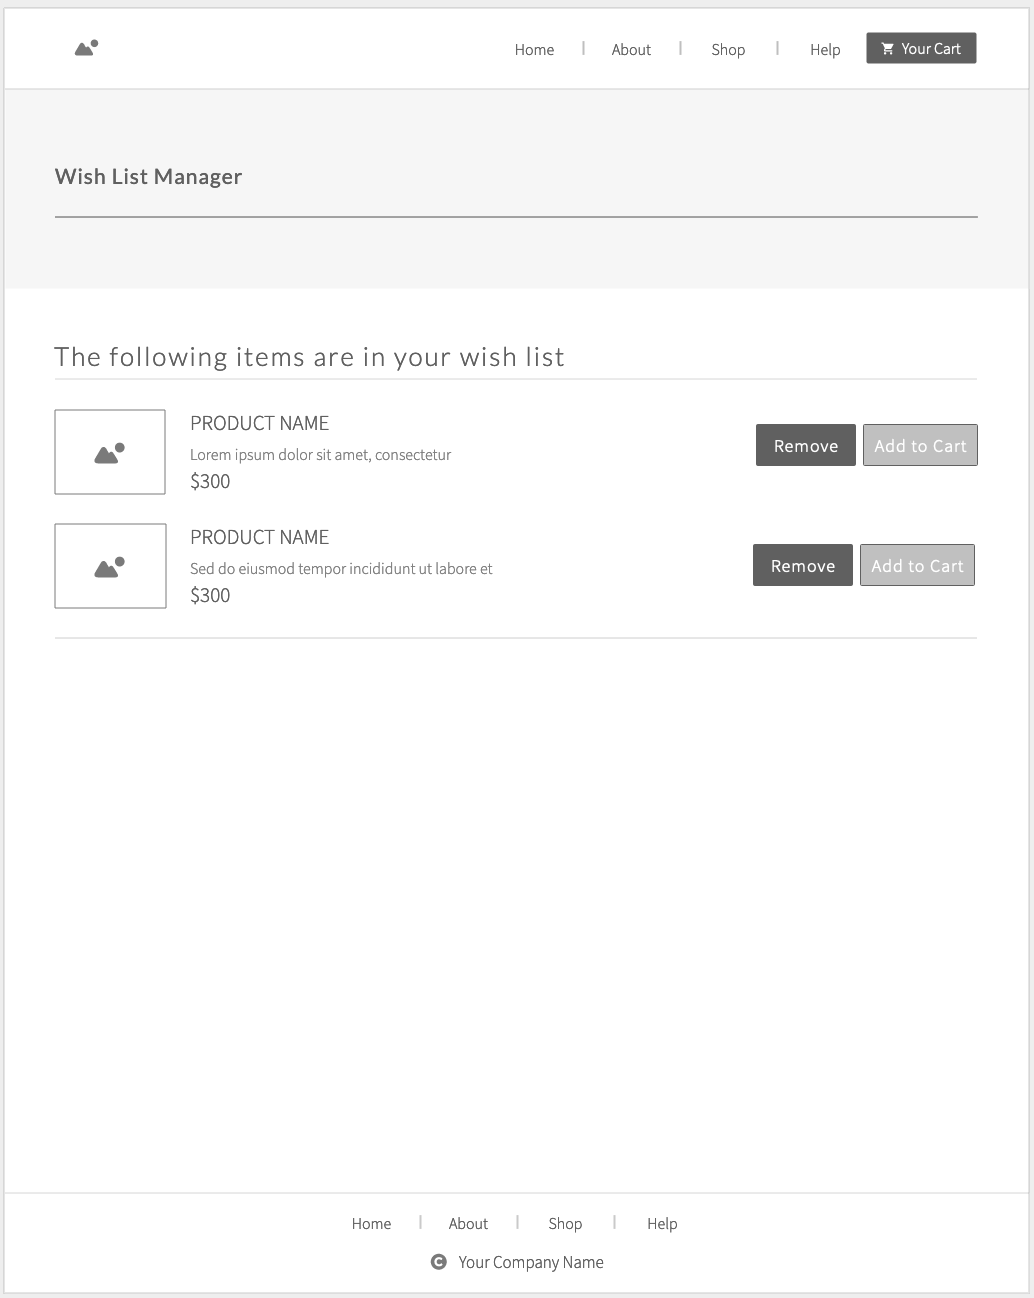 Home | About | Shop | Help Your Cart
Wish List Manager
The following items are in your wish list
PRODUCT NAME
Lorem ipsum dolor sit amet, consectetur
$300
Remove Add to Cart
PRODUCT NAME
Sed do eiusmod tempor incididunt ut labore et
$300
Remove Add to Cart
Home | About | Shop | Help
© Your Company Name